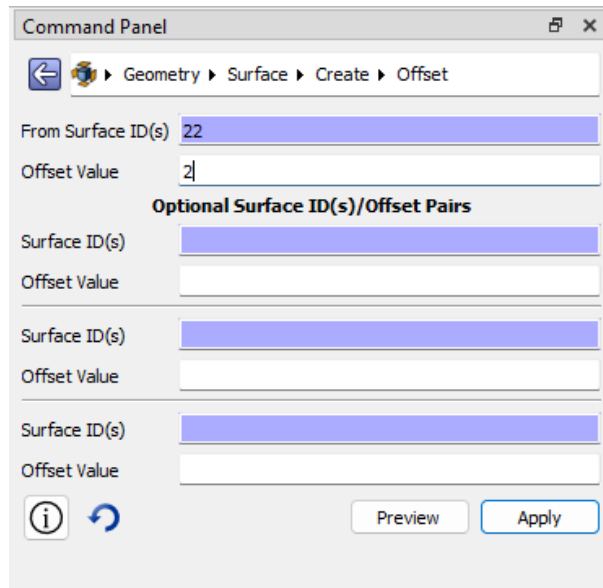 Command Panel
Geometry Surface Create Offset
From Surface ID(s) 22
Offset Value 2
Optional Surface ID(s)/Offset Pairs
Surface ID(s)
Offset Value
Surface ID(s)
Offset Value
Surface ID(s)
Offset Value
Preview Apply